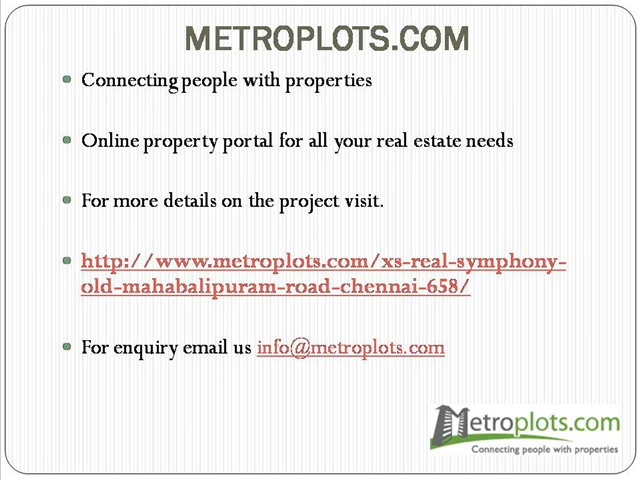 METROPLOTS.COM
Connecting people with properties
Online property portal for all your real estate needs
For more details on the project visit.
http://www.metroplots.com/xs-real-symphony-
old-mahabalipuram-road-chennai-658/
For enquiry email us info@metroplots.com
Metroplots.com
Connecting people with properties